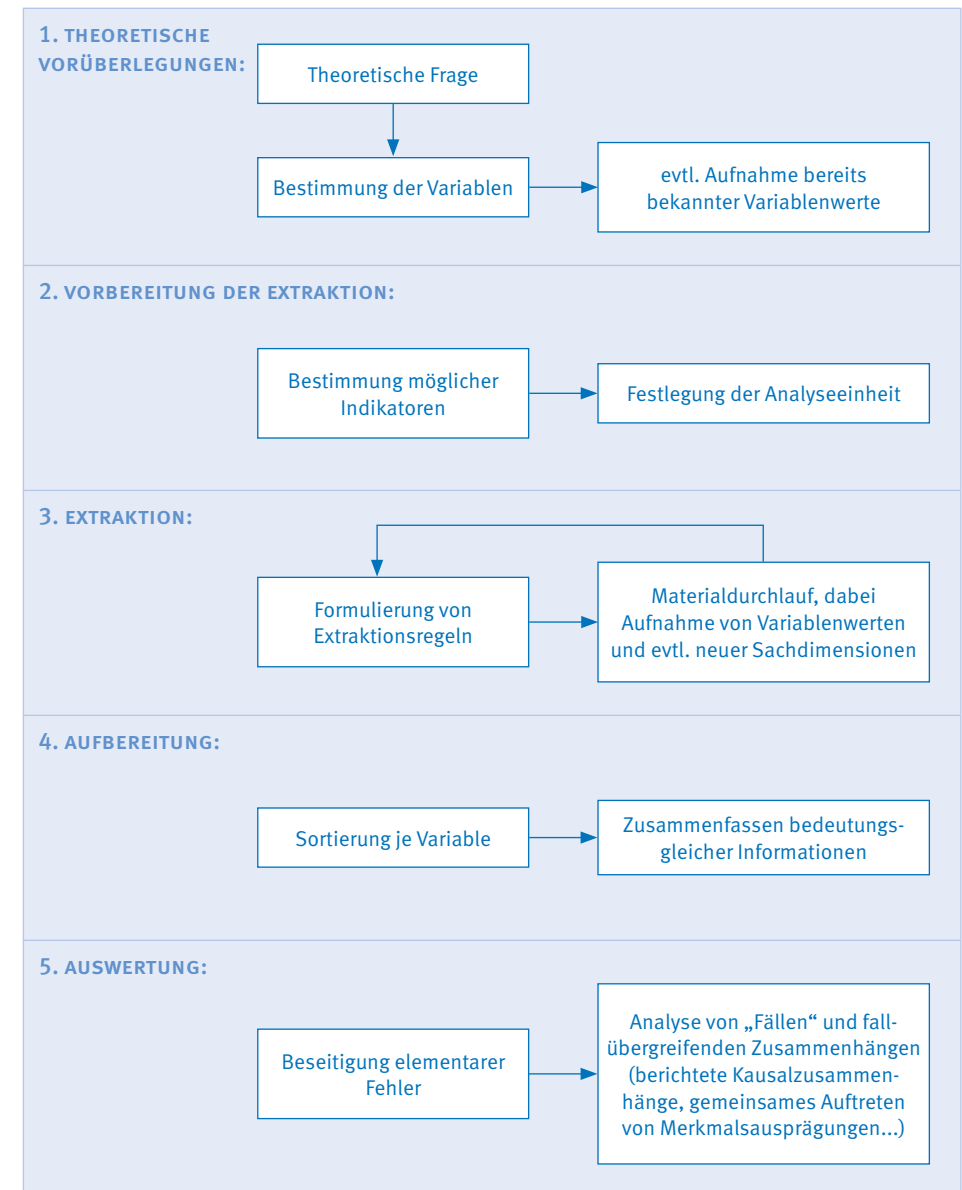 1. THEORETISCHE
VORÜBERLEGUNGEN:
Theoretische Frage
Bestimmung der Variablen
evtl. Aufnahme bereits
bekannter Variablenwerte
2. VORBEREITUNG DER EXTRAKTION:
Bestimmung möglicher
Indikatoren
Festlegung der Analyseeinheit
3. EXTRAKTION:
Formulierung von
Extraktionsregeln
Materialdurchlauf, dabei
Aufnahme von Variablenwerten
und evtl. neuer Sachdimensionen
4. AUFBEREITUNG:
Sortierung je Variable
Zusammenfassen bedeutungs-
gleicher Informationen
5. AUSWERTUNG:
Beseitigung elementarer
Fehler
Analyse von „Fällen“ und fall-
übergreifenden Zusammenhängen
(berichtete Kausalzusammen-
hänge, gemeinsames Auftreten
von Merkmalsausprägungen...)